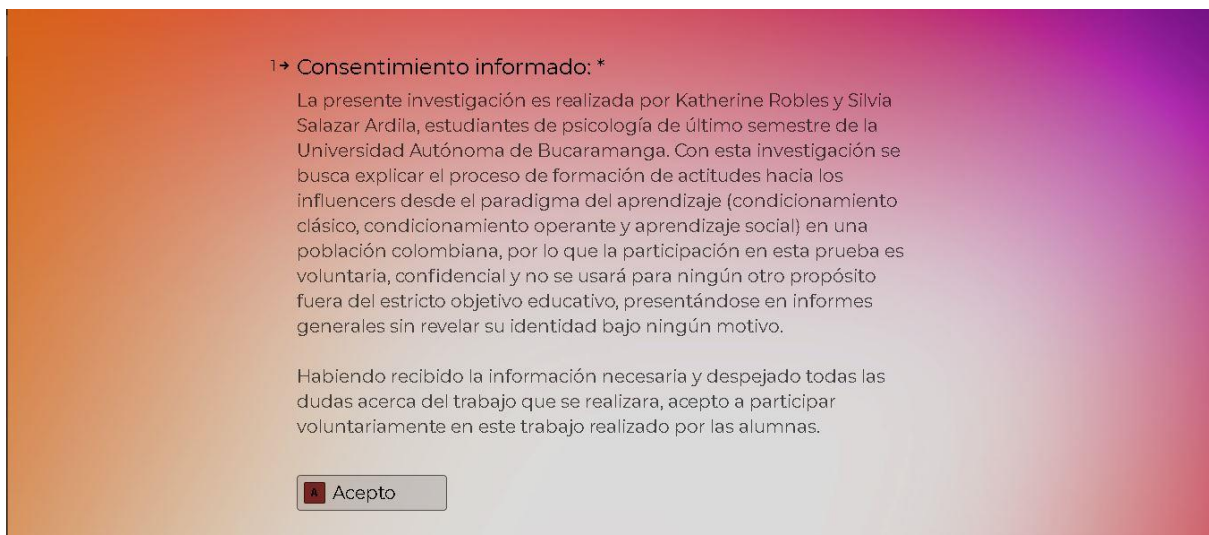 1→ Consentimiento informado: *
La presente investigación es realizada por Katherine Robles y Silvia
Salazar Ardila, estudiantes de psicología de último semestre de la
Universidad Autónoma de Bucaramanga. Con esta investigación se
busca explicar el proceso de formación de actitudes hacia los
influencers desde el paradigma del aprendizaje (condicionamiento
clásico, condicionamiento operante y aprendizaje social) en una
población colombiana, por lo que la participación en esta prueba es
voluntaria, confidencial y no se usará para ningún otro propósito
fuera del estricto objetivo educativo, presentándose en informes
generales sin revelar su identidad bajo ningún motivo.
Habiendo recibido la información necesaria y despejado todas las
dudas acerca del trabajo que se realizara, acepto a participar
voluntariamente en este trabajo realizado por las alumnas.
A Acepto